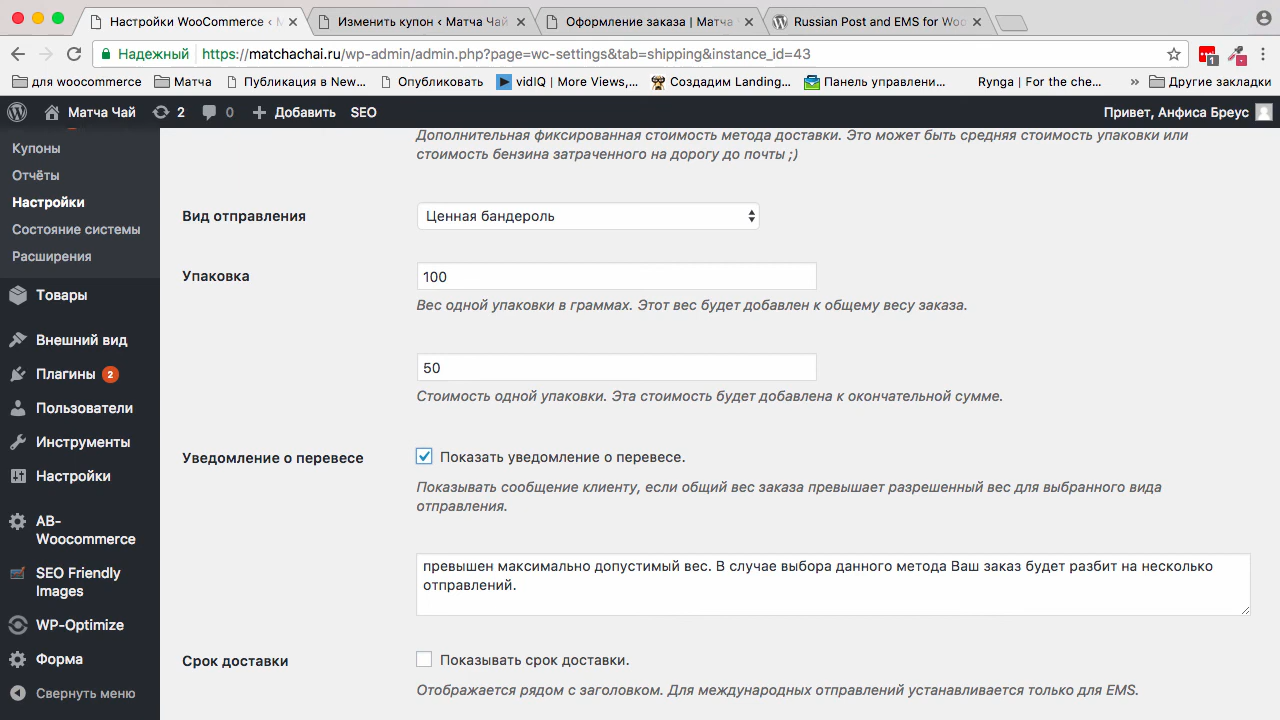 Настройки WooCommerce ‹
Изменить купон ‹ Матча Чай
Оформление заказа | Матча
Russian Post and EMS for Woo
Надежный
https://matchachai.ru/wp-admin/admin.php?page=wc-settings&tab=shipping&instance_id=43
1
для woocommerce
Матча
Публикация в New...
Опубликовать
vidIQ | More Views,...
Создадим Landing...
Панель управлени...
Rynga | For the che...
»
Другие закладки
Матча Чай
2
0
Добавить
SEO
Привет, Анфиса Бреус
Купоны
Отчёты
Настройки
Состояние системы
Расширения
Товары
Внешний вид
Плагины 2
Пользователи
Инструменты
Настройки
AB-
Woocommerce
SEO Friendly
Images
WP-Optimize
Форма
Свернуть меню
Дополнительная фиксированная стоимость метода доставки. Это может быть средняя стоимость упаковки или
стоимость бензина затраченного на дорогу до почты ;)
Вид отправления
Ценная бандероль
Упаковка
100
Вес одной упаковки в граммах. Этот вес будет добавлен к общему весу заказа.
50
Стоимость одной упаковки. Эта стоимость будет добавлена к окончательной сумме.
Уведомление о перевесе
Показать уведомление о перевесе.
Показывать сообщение клиенту, если общий вес заказа превышает разрешенный вес для выбранного вида
отправления.
превышен максимально допустимый вес. В случае выбора данного метода Ваш заказ будет разбит на несколько
отправлений.
Срок доставки
Показывать срок доставки.
Отображается рядом с заголовком. Для международных отправлений устанавливается только для EMS.